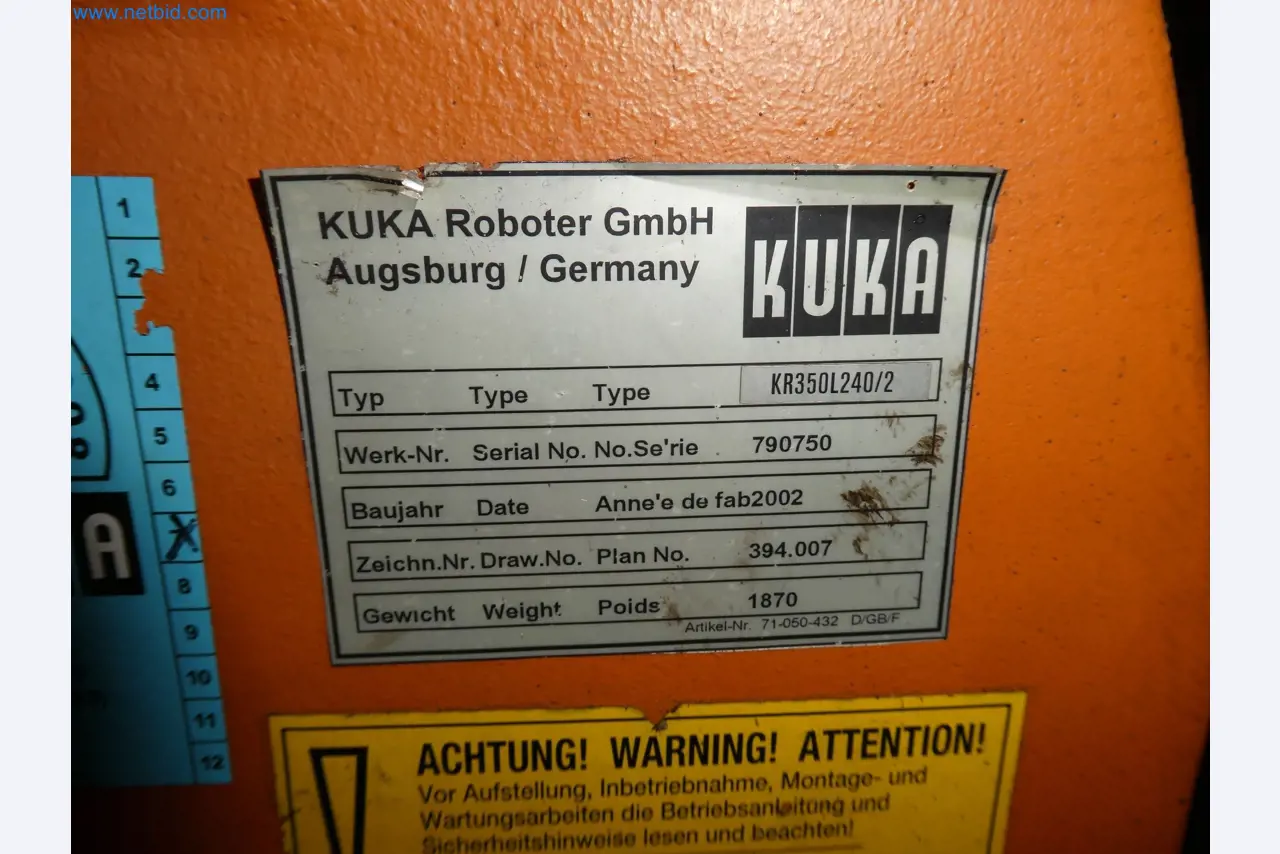 www.netbid.com
KUKA Roboter GmbH
Augsburg / Germany
KUKA
Typ Type Type KR350L240/2
Werk-Nr. Serial No. No.Se'rie 790750
Baujahr Date Anne'e de fab2002
Zeichn.Nr. Draw.No. Plan No. 394.007
Gewicht Weight Poids 1870
Artikel-Nr. 71-050-432 D/GB/F
1
2
4
5
6
X
8
9
10
11
12
A
ACHTUNG! WARNING! ATTENTION!
Vor Aufstellung, Inbetriebnahme, Montage- und
Wartungsarbeiten die Betriebsanleitung und
Sicherheitshinweise lesen und beachten!